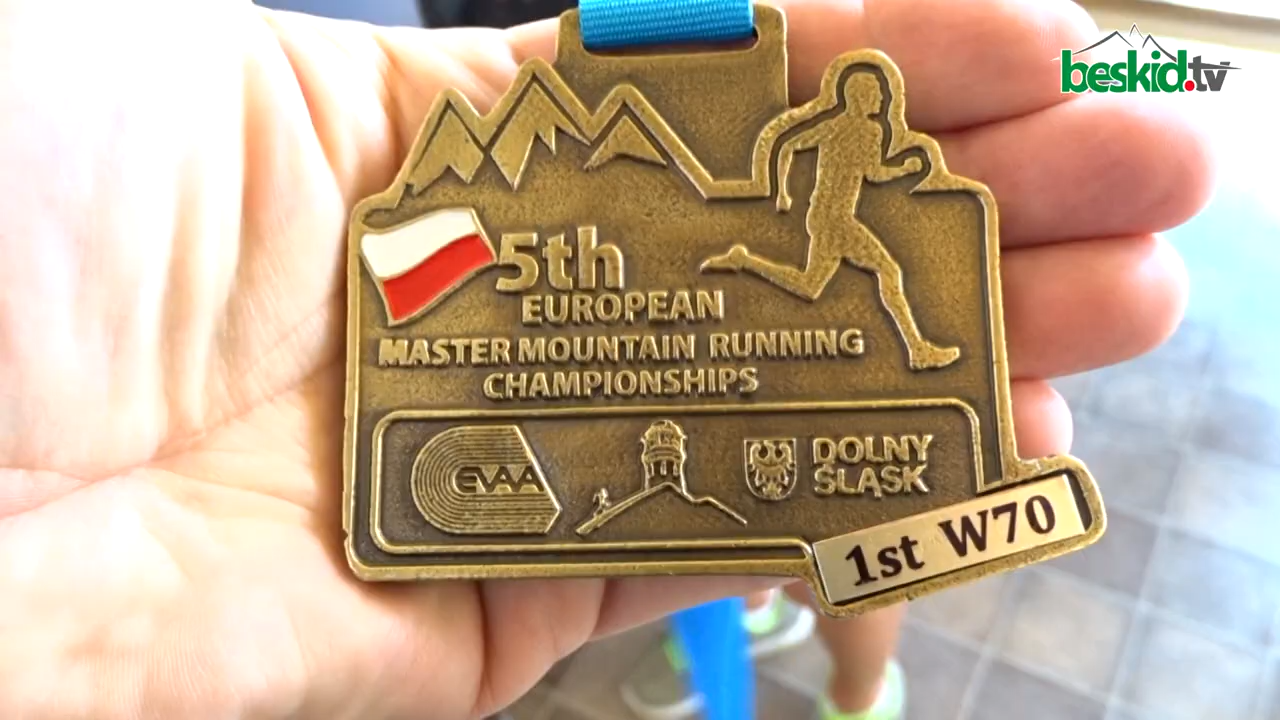 beskid.tv
5th
EUROPEAN
MASTER MOUNTAIN RUNNING
CHAMPIONSHIPS
EVAA
DOLNY
ŚLĄSK
1st W70